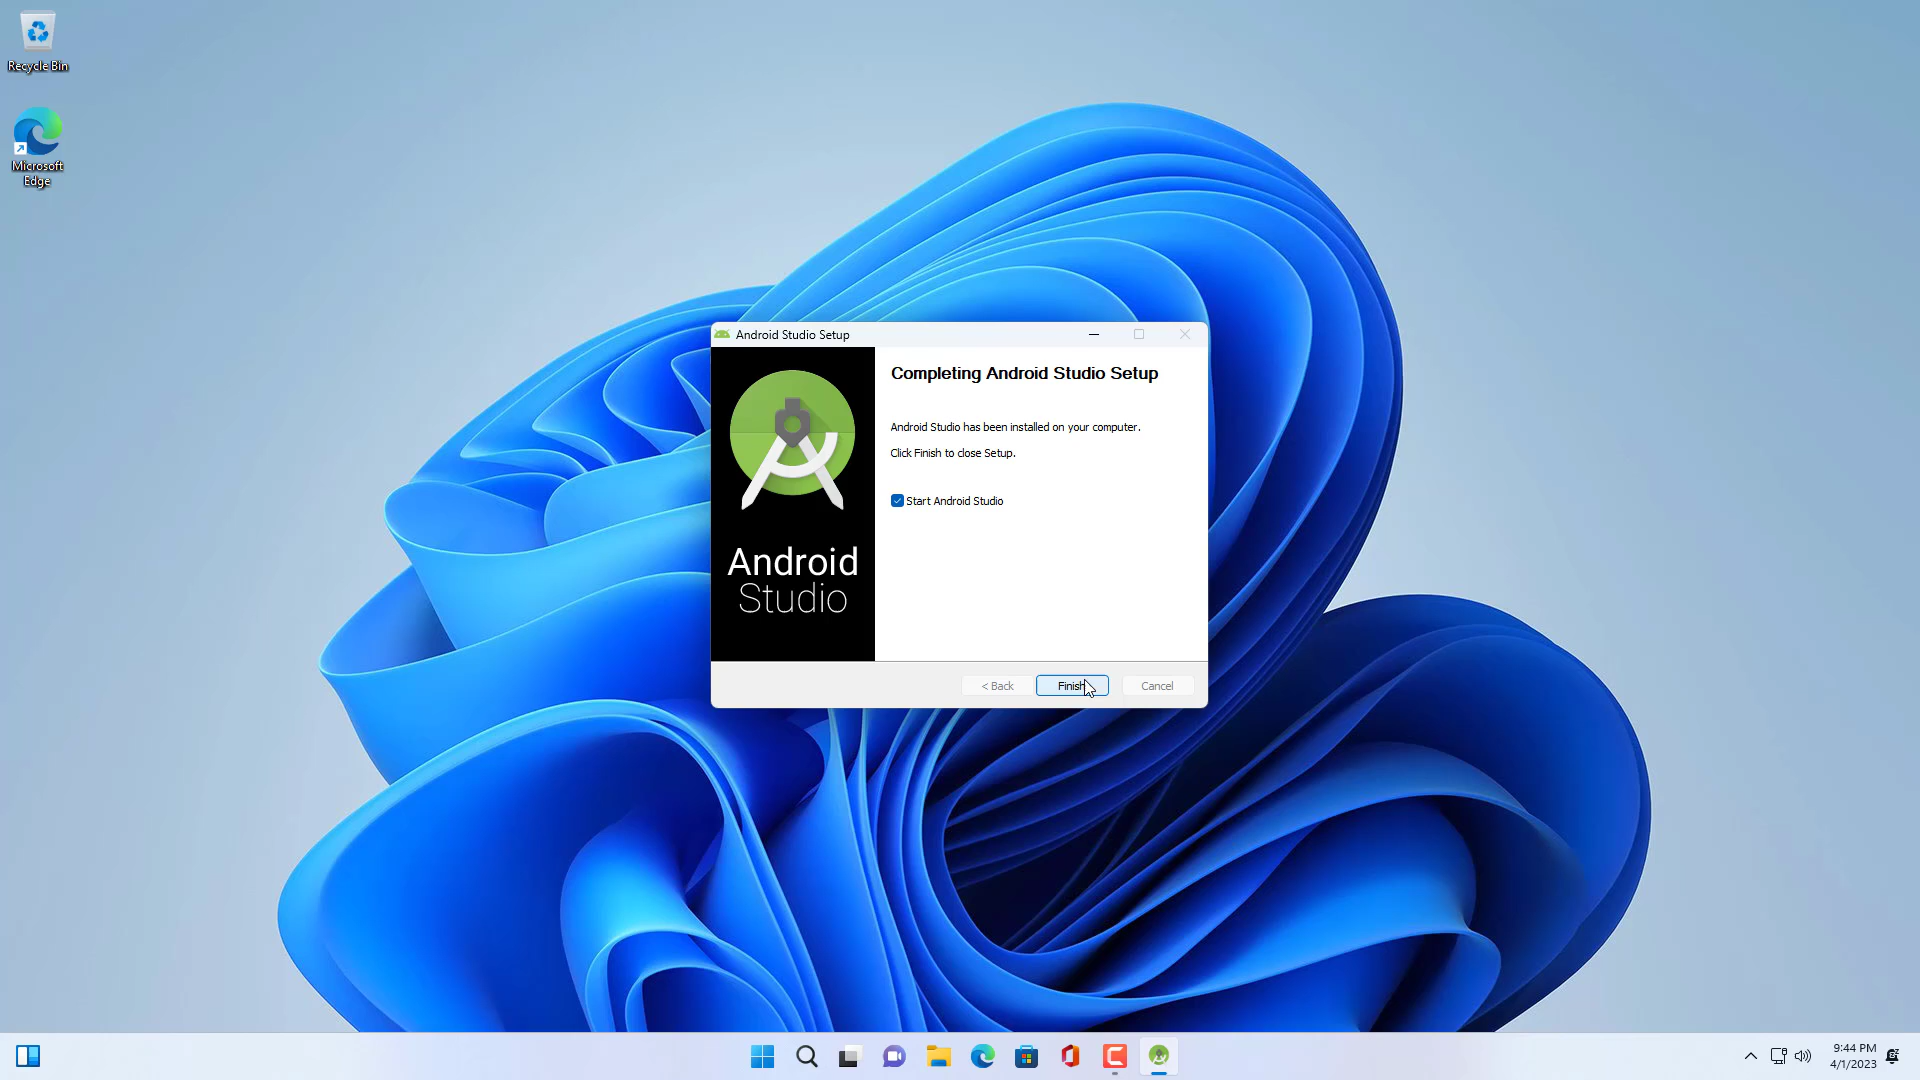 Recycle Bin
Microsoft
Edge
Android Studio Setup
Completing Android Studio Setup
Android Studio has been installed on your computer.
Click Finish to close Setup.
Start Android Studio
Android
Studio
< Back
Finish
Cancel
9:44 PM
4/1/2023